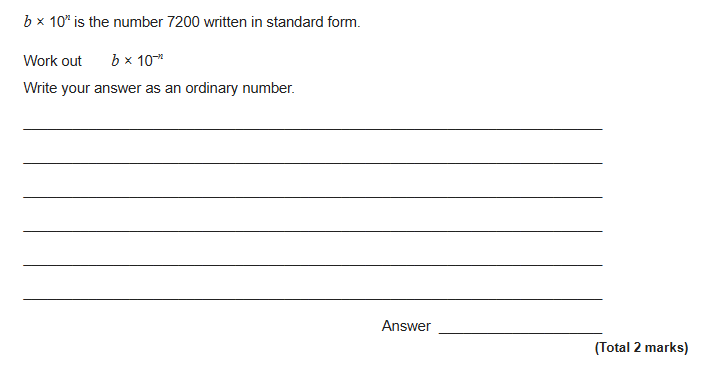 b × 10ⁿ is the number 7200 written in standard form.
Work out b × 10⁻ⁿ
Write your answer as an ordinary number.
Answer
(Total 2 marks)